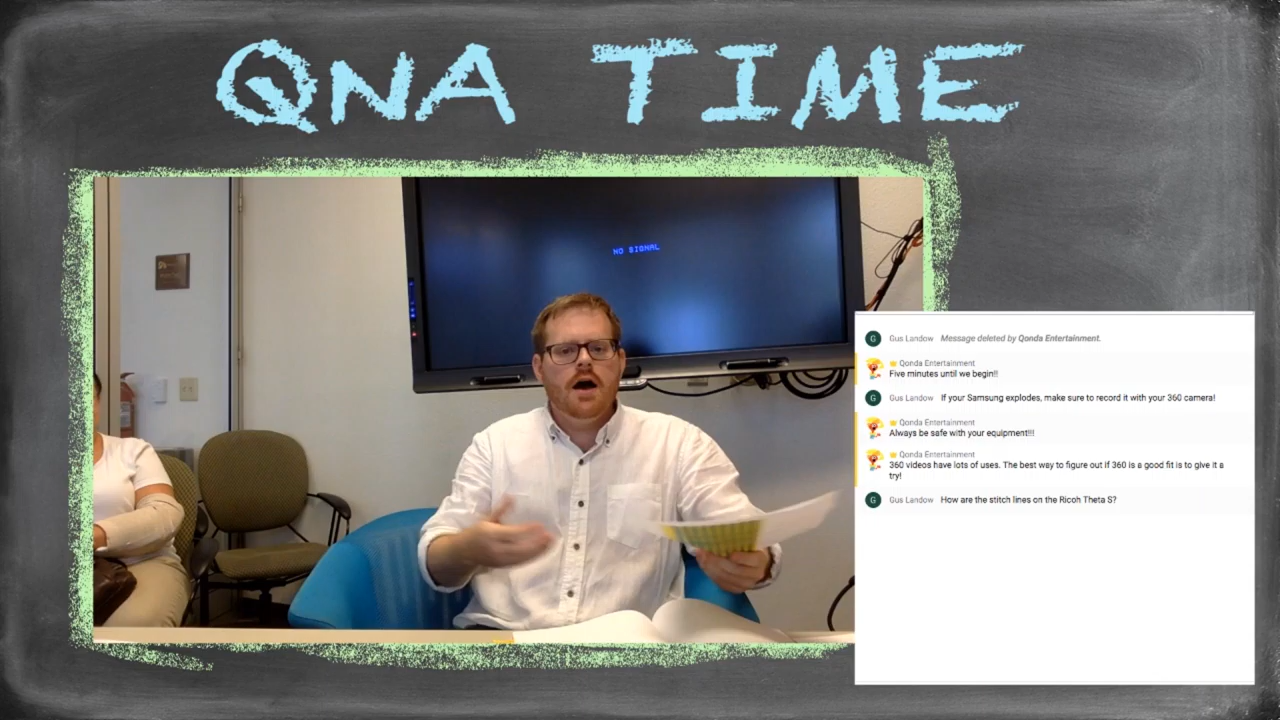 QNA TIME
NO SIGNAL
G Gus Landow Message deleted by Qonda Entertainment.
Qonda Entertainment
Five minutes until we begin!!
G Gus Landow If your Samsung explodes, make sure to record it with your 360 camera!
Qonda Entertainment
Always be safe with your equipment!!!
Qonda Entertainment
360 videos have lots of uses. The best way to figure out if 360 is a good fit is to give it a
try!
G Gus Landow How are the stitch lines on the Ricoh Theta S?